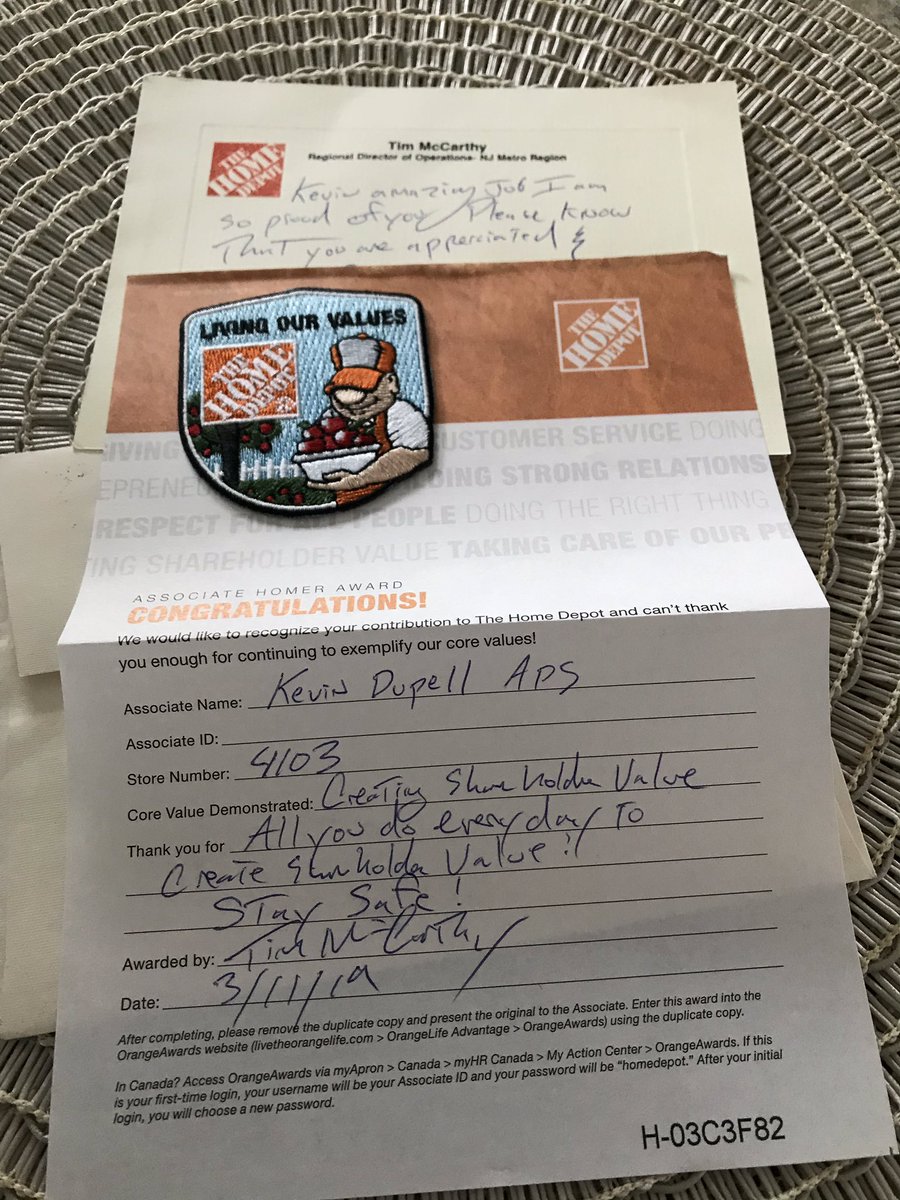 THE
HOME
DEPOT
Tim McCarthy
Regional Director of Operations- NJ Metro Region
Kevin amazing Job I am
so proud of you Please know
That you are apperciated
LIVING OUR VALUES
THE
HOME
DEPOT
THE
HOME
DEPOT
GIVING CUSTOMER SERVICE DOING
EPRENEU DING STRONG RELATIONS
RESPECT FOR ALL PEOPLE DOING THE RIGHT THING
TING SHAREHOLDER VALUE TAKING CARE OF OUR PE
ASSOCIATE HOMER AWARD
CONGRATULATIONS!
We would like to recognize your contribution to The Home Depot and can't thank
you enough for continuing to exemplify our core values!
Associate Name: Kevin Dupell APS
Associate ID:
Store Number: 4103
Core Value Demonstrated: Creating Shareholder Value
Thank you for All you do everyday To
Create Shareholder Value!!
Stay Safe!
Awarded by: Tim McCarthy
Date: 3/11/19
After completing, please remove the duplicate copy and present the original to the Associate. Enter this award into the
OrangeAwards website (livetheorangelife.com > OrangeLife Advantage > OrangeAwards) using the duplicate copy.
In Canada? Access OrangeAwards via myApron > Canada > myHR Canada > My Action Center > OrangeAwards. If this
is your first-time login, your username will be your Associate ID and your password will be "homedepot." After your initial
login, you will choose a new password.
H-03C3F82